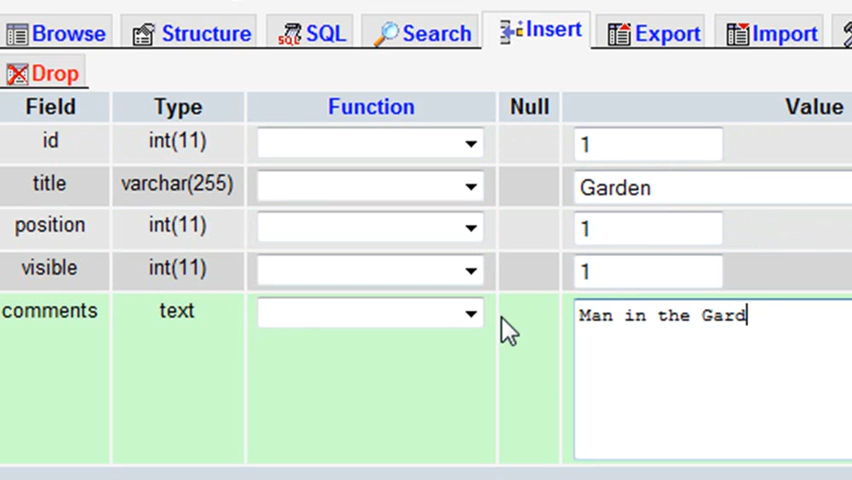 Browse Structure SQL Search Insert Export Import
Drop
Field Type Function Null Value
id int(11) 1
title varchar(255) Garden
position int(11) 1
visible int(11) 1
comments text Man in the Gard